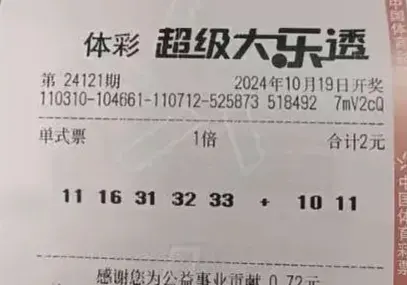 体彩 超级大乐透
第 24121期 2024年10月19日开奖
110310-104661-110712-525873 518492 7mV2cQ
单式票 1倍 合计2元
11 16 31 32 33 + 10 11
感谢您为公益事业贡献 0.72元
中国体育彩
中国体育彩票